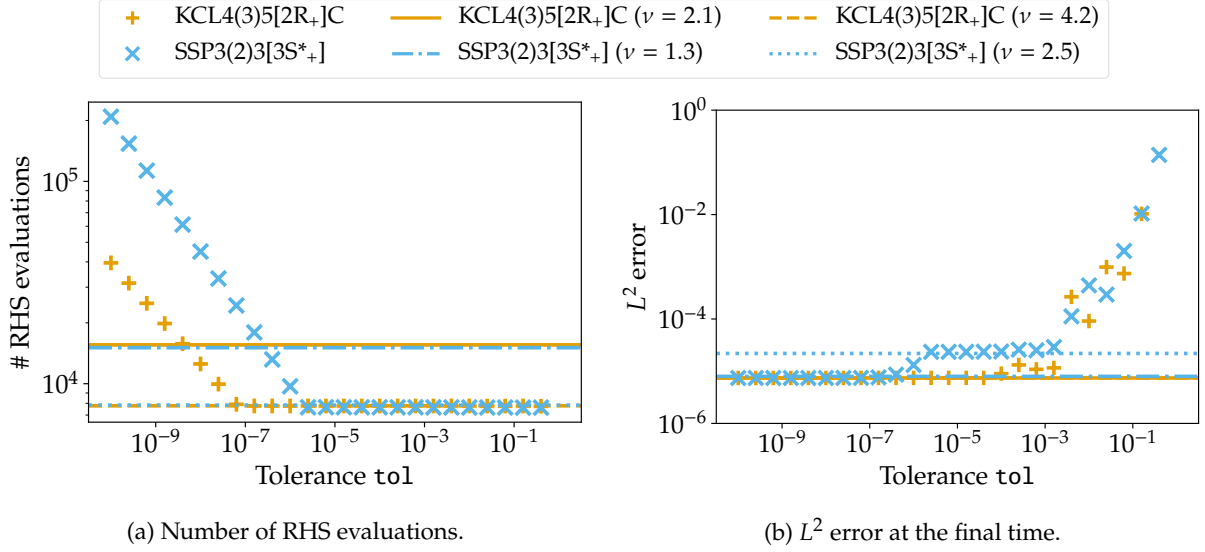 KCL4(3)5[2R₊]C KCL4(3)5[2R₊]C (ν = 2.1) KCL4(3)5[2R₊]C (ν = 4.2)
SSP3(2)3[3S*₊] SSP3(2)3[3S*₊] (ν = 1.3) SSP3(2)3[3S*₊] (ν = 2.5)
# RHS evaluations
10⁵
10⁴
10⁻⁹ 10⁻⁷ 10⁻⁵ 10⁻³ 10⁻¹
Tolerance tol
(a) Number of RHS evaluations.
L² error
10⁰
10⁻²
10⁻⁴
10⁻⁶
10⁻⁹ 10⁻⁷ 10⁻⁵ 10⁻³ 10⁻¹
Tolerance tol
(b) L² error at the final time.